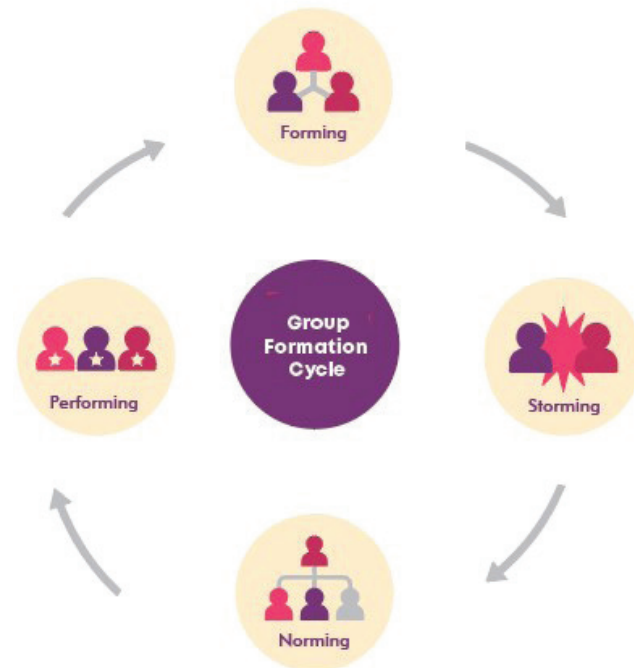 Forming
Group
Formation
Cycle
Performing
Storming
Norming